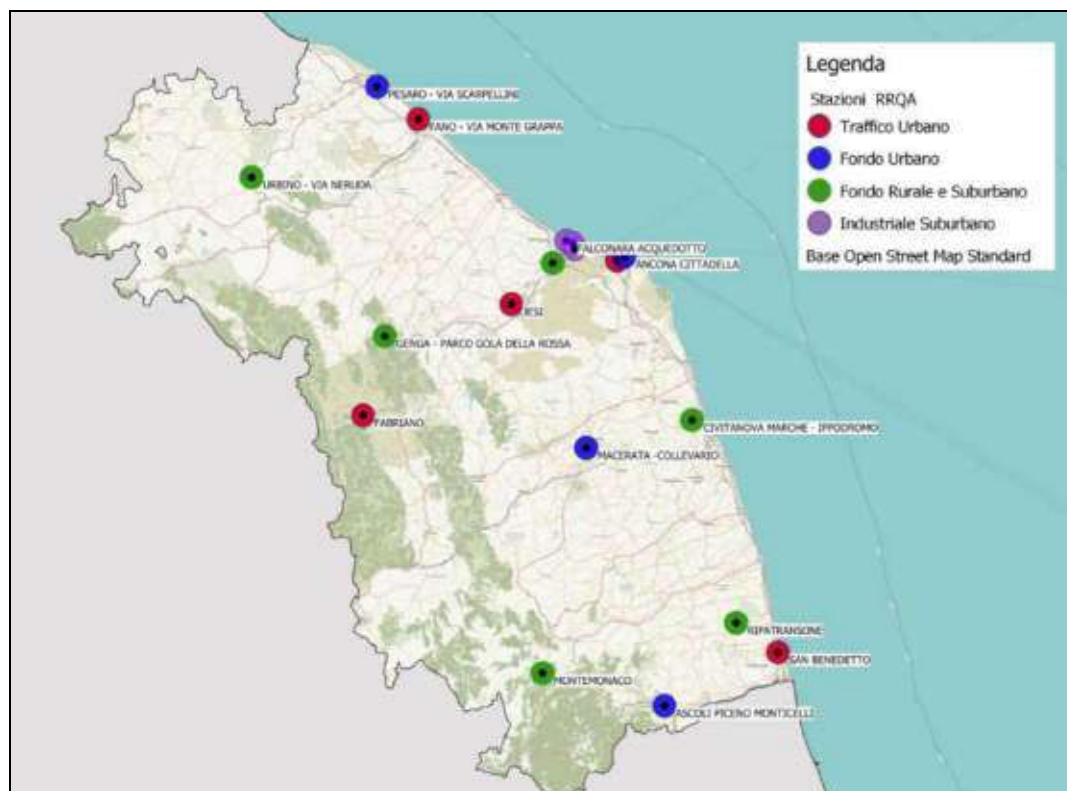 Legenda
Stazioni RRQA
Traffico Urbano
Fondo Urbano
Fondo Rurale e Suburbano
Industriale Suburbano
Base Open Street Map Standard
PESARO - VIA SCARPELLINI
FANO - VIA MONTE GRAPPA
URBINO - VIA NERUDA
FALCONARA ACQUEDOTTO
ANCONA CITTADELLA
JESI
GENGA - PARCO GOLA DELLA ROSSA
FABRIANO
CIVITANOVA MARCHE - IPPODROMO
MACERATA -COLLEVARIO
RIPATRANSONE
SAN BENEDETTO
MONTEMONACO
ASCOLI PICENO MONTICELLI